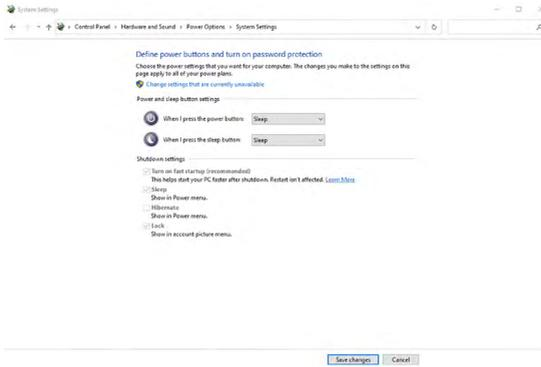 System Settings
Control Panel > Hardware and Sound > Power Options > System Settings
Define power buttons and turn on password protection
Choose the power settings that you want for your computer. The changes you make to the settings on this
page apply to all of your power plans.
Change settings that are currently unavailable
Power and sleep button settings
When I press the power button: Sleep
When I press the sleep button: Sleep
Shutdown settings
Turn on fast startup (recommended)
This helps start your PC faster after shutdown. Restart isn't affected. Learn More
Sleep
Show in Power menu.
Hibernate
Show in Power menu.
Lock
Show in account picture menu.
Save changes Cancel